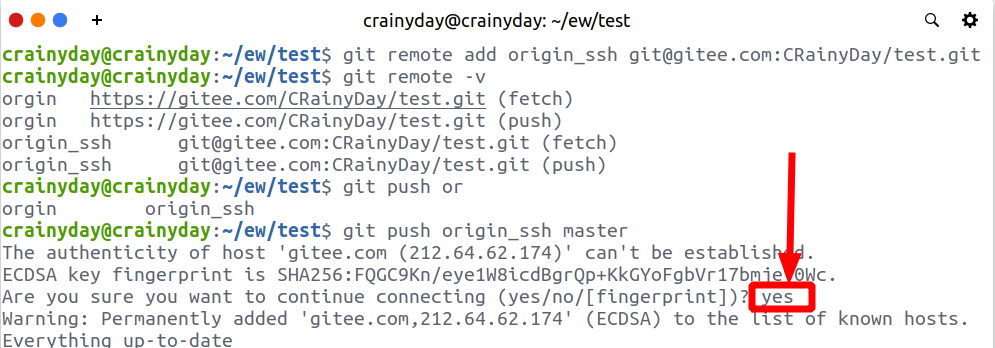 crainyday@crainyday: ~/ew/test
crainyday@crainyday:~/ew/test$ git remote add origin_ssh git@gitee.com:CRainyDay/test.git
crainyday@crainyday:~/ew/test$ git remote -v
orgin https://gitee.com/CRainyDay/test.git (fetch)
orgin https://gitee.com/CRainyDay/test.git (push)
origin_ssh git@gitee.com:CRainyDay/test.git (fetch)
origin_ssh git@gitee.com:CRainyDay/test.git (push)
crainyday@crainyday:~/ew/test$ git push or
orgin origin_ssh
crainyday@crainyday:~/ew/test$ git push origin_ssh master
The authenticity of host 'gitee.com (212.64.62.174)' can't be established.
ECDSA key fingerprint is
Are you sure you want to continue connecting (yes/no/[fingerprint])? yes
Warning: Permanently added 'gitee.com,212.64.62.174' (ECDSA) to the list of known hosts.
Everything up-to-date